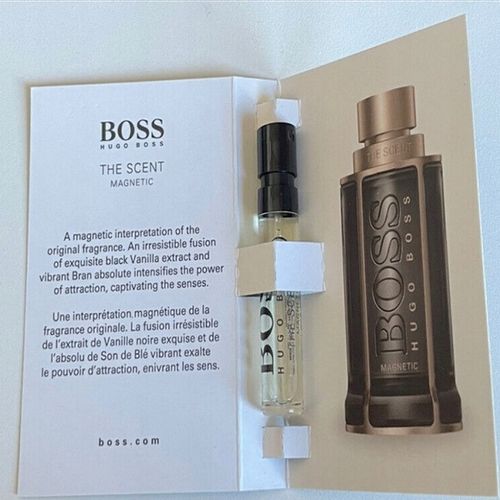 BOSS
HUGO BOSS
THE SCENT
MAGNETIC
A magnetic interpretation of the
original fragrance. An irresistible fusion
of exquisite black Vanilla extract and
vibrant Bran absolute intensifies the power
of attraction, captivating the senses.
Une interprétation magnétique de la
fragrance originale. La fusion irrésistible
de l'extrait de Vanille noire exquise et de
l'absolu de Son de Blé vibrant exalte
le pouvoir d'attraction, enivrant les sens.
boss.com
BO
HUGO B
THE SCENT
BOSS
HUGO BOSS
MAGNETIC